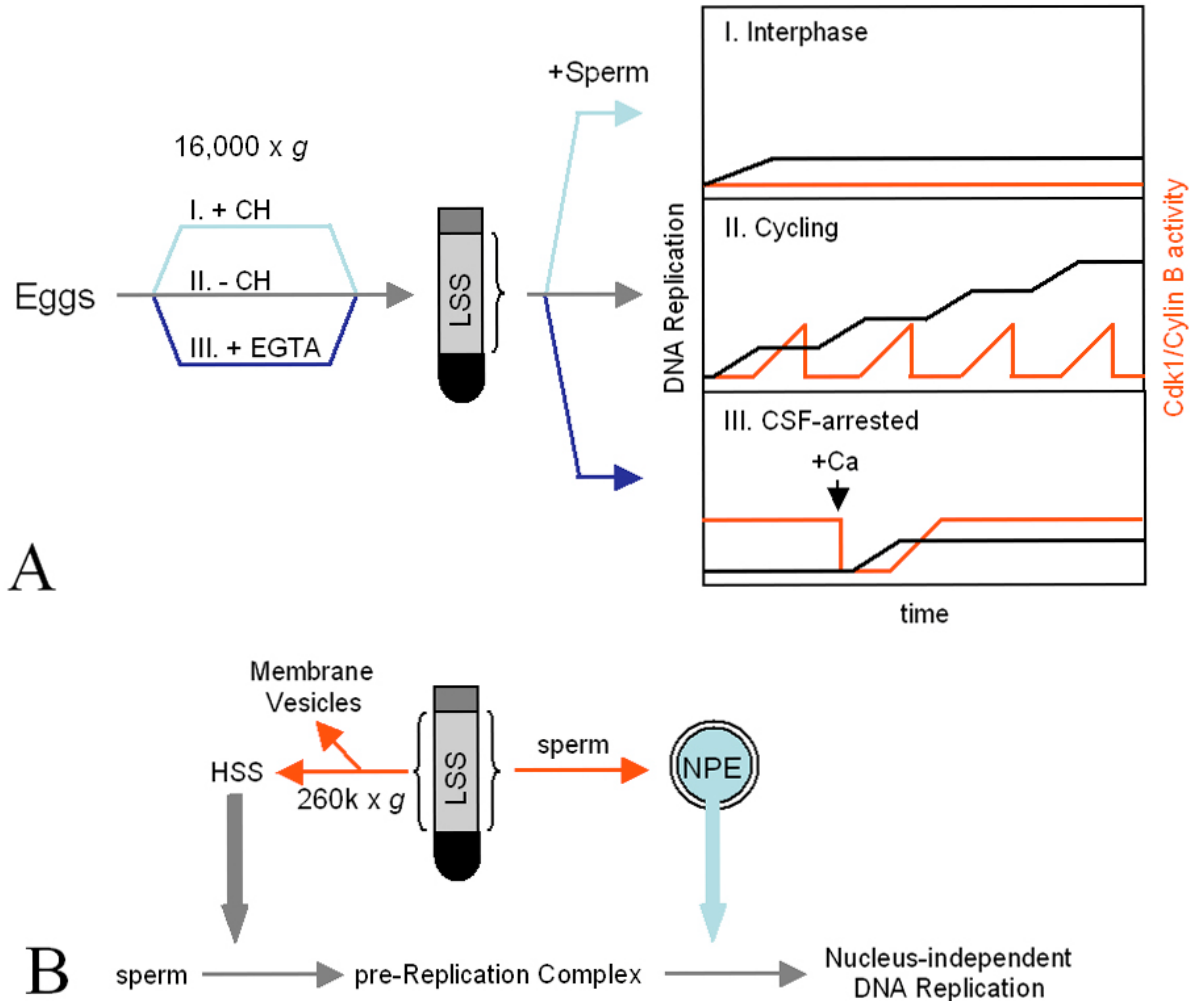 +Sperm
16,000 x g
I. + CH
II. - CH
III. + EGTA
Eggs
LSS
I. Interphase
II. Cycling
III. CSF-arrested
+Ca
DNA Replication
Cdk1/Cylin B activity
time
A
Membrane
Vesicles
HSS
260k x g
LSS
sperm
NPE
B
sperm
pre-Replication Complex
Nucleus-independent
DNA Replication